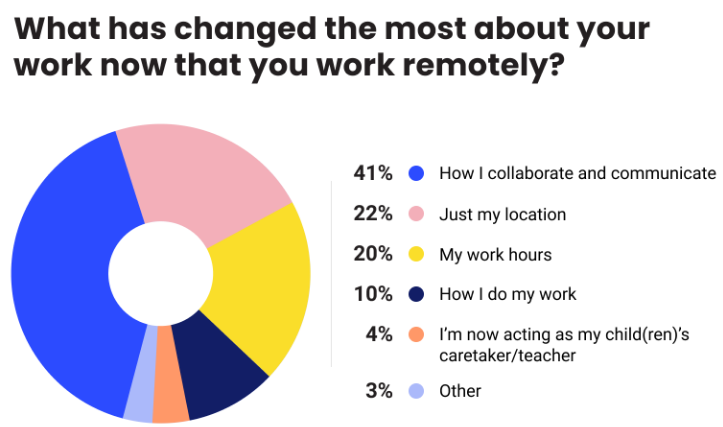 What has changed the most about your
work now that you work remotely?
41% How I collaborate and communicate
22% Just my location
20% My work hours
10% How I do my work
4% I’m now acting as my child(ren)’s
caretaker/teacher
3% Other